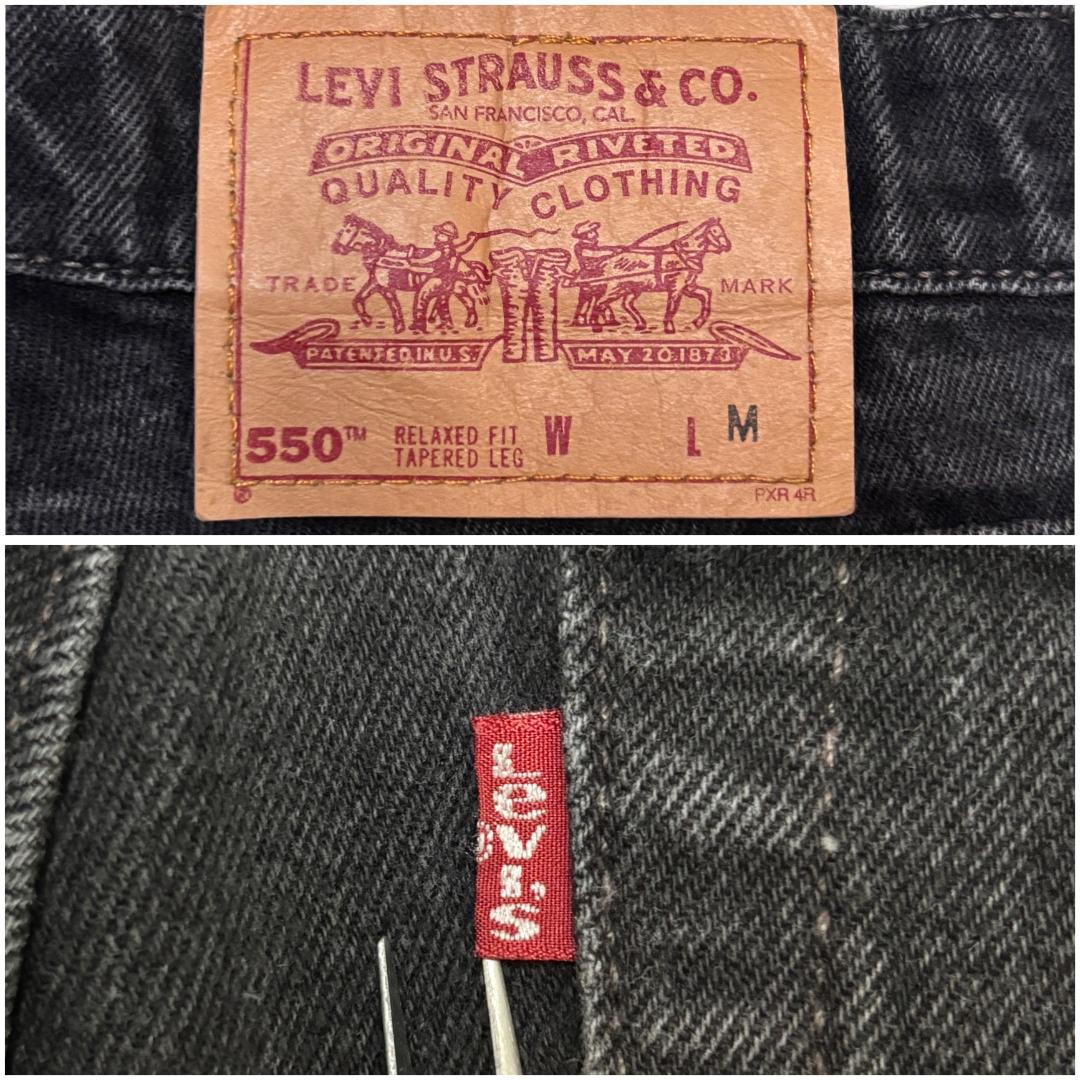 LEVI STRAUSS & CO.
SAN FRANCISCO, CAL.
ORIGINAL RIVETED
QUALITY CLOTHING
TRADE MARK
PATENTED IN U.S. MAY 20 1873
550™ RELAXED FIT W L M
TAPERED LEG
® PXR 4R
Levi's
®